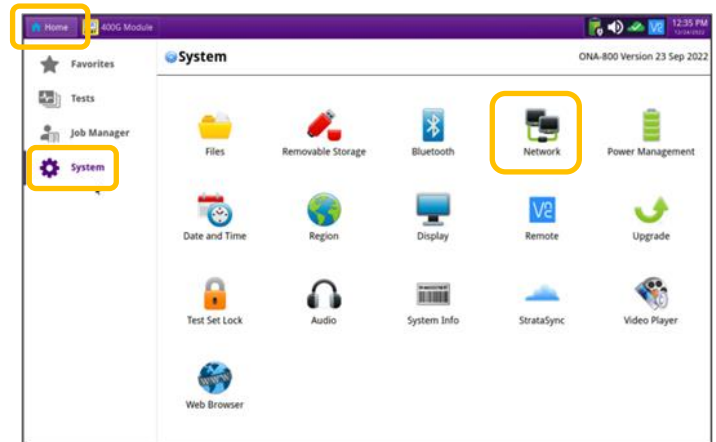 Home 400G Module 12:35 PM
Favorites
Tests
Job Manager
System
System ONA-800 Version 23 Sep 2022
Files Removable Storage Bluetooth Network Power Management
Date and Time Region Display Remote Upgrade
Test Set Lock Audio System Info StrataSync Video Player
Web Browser